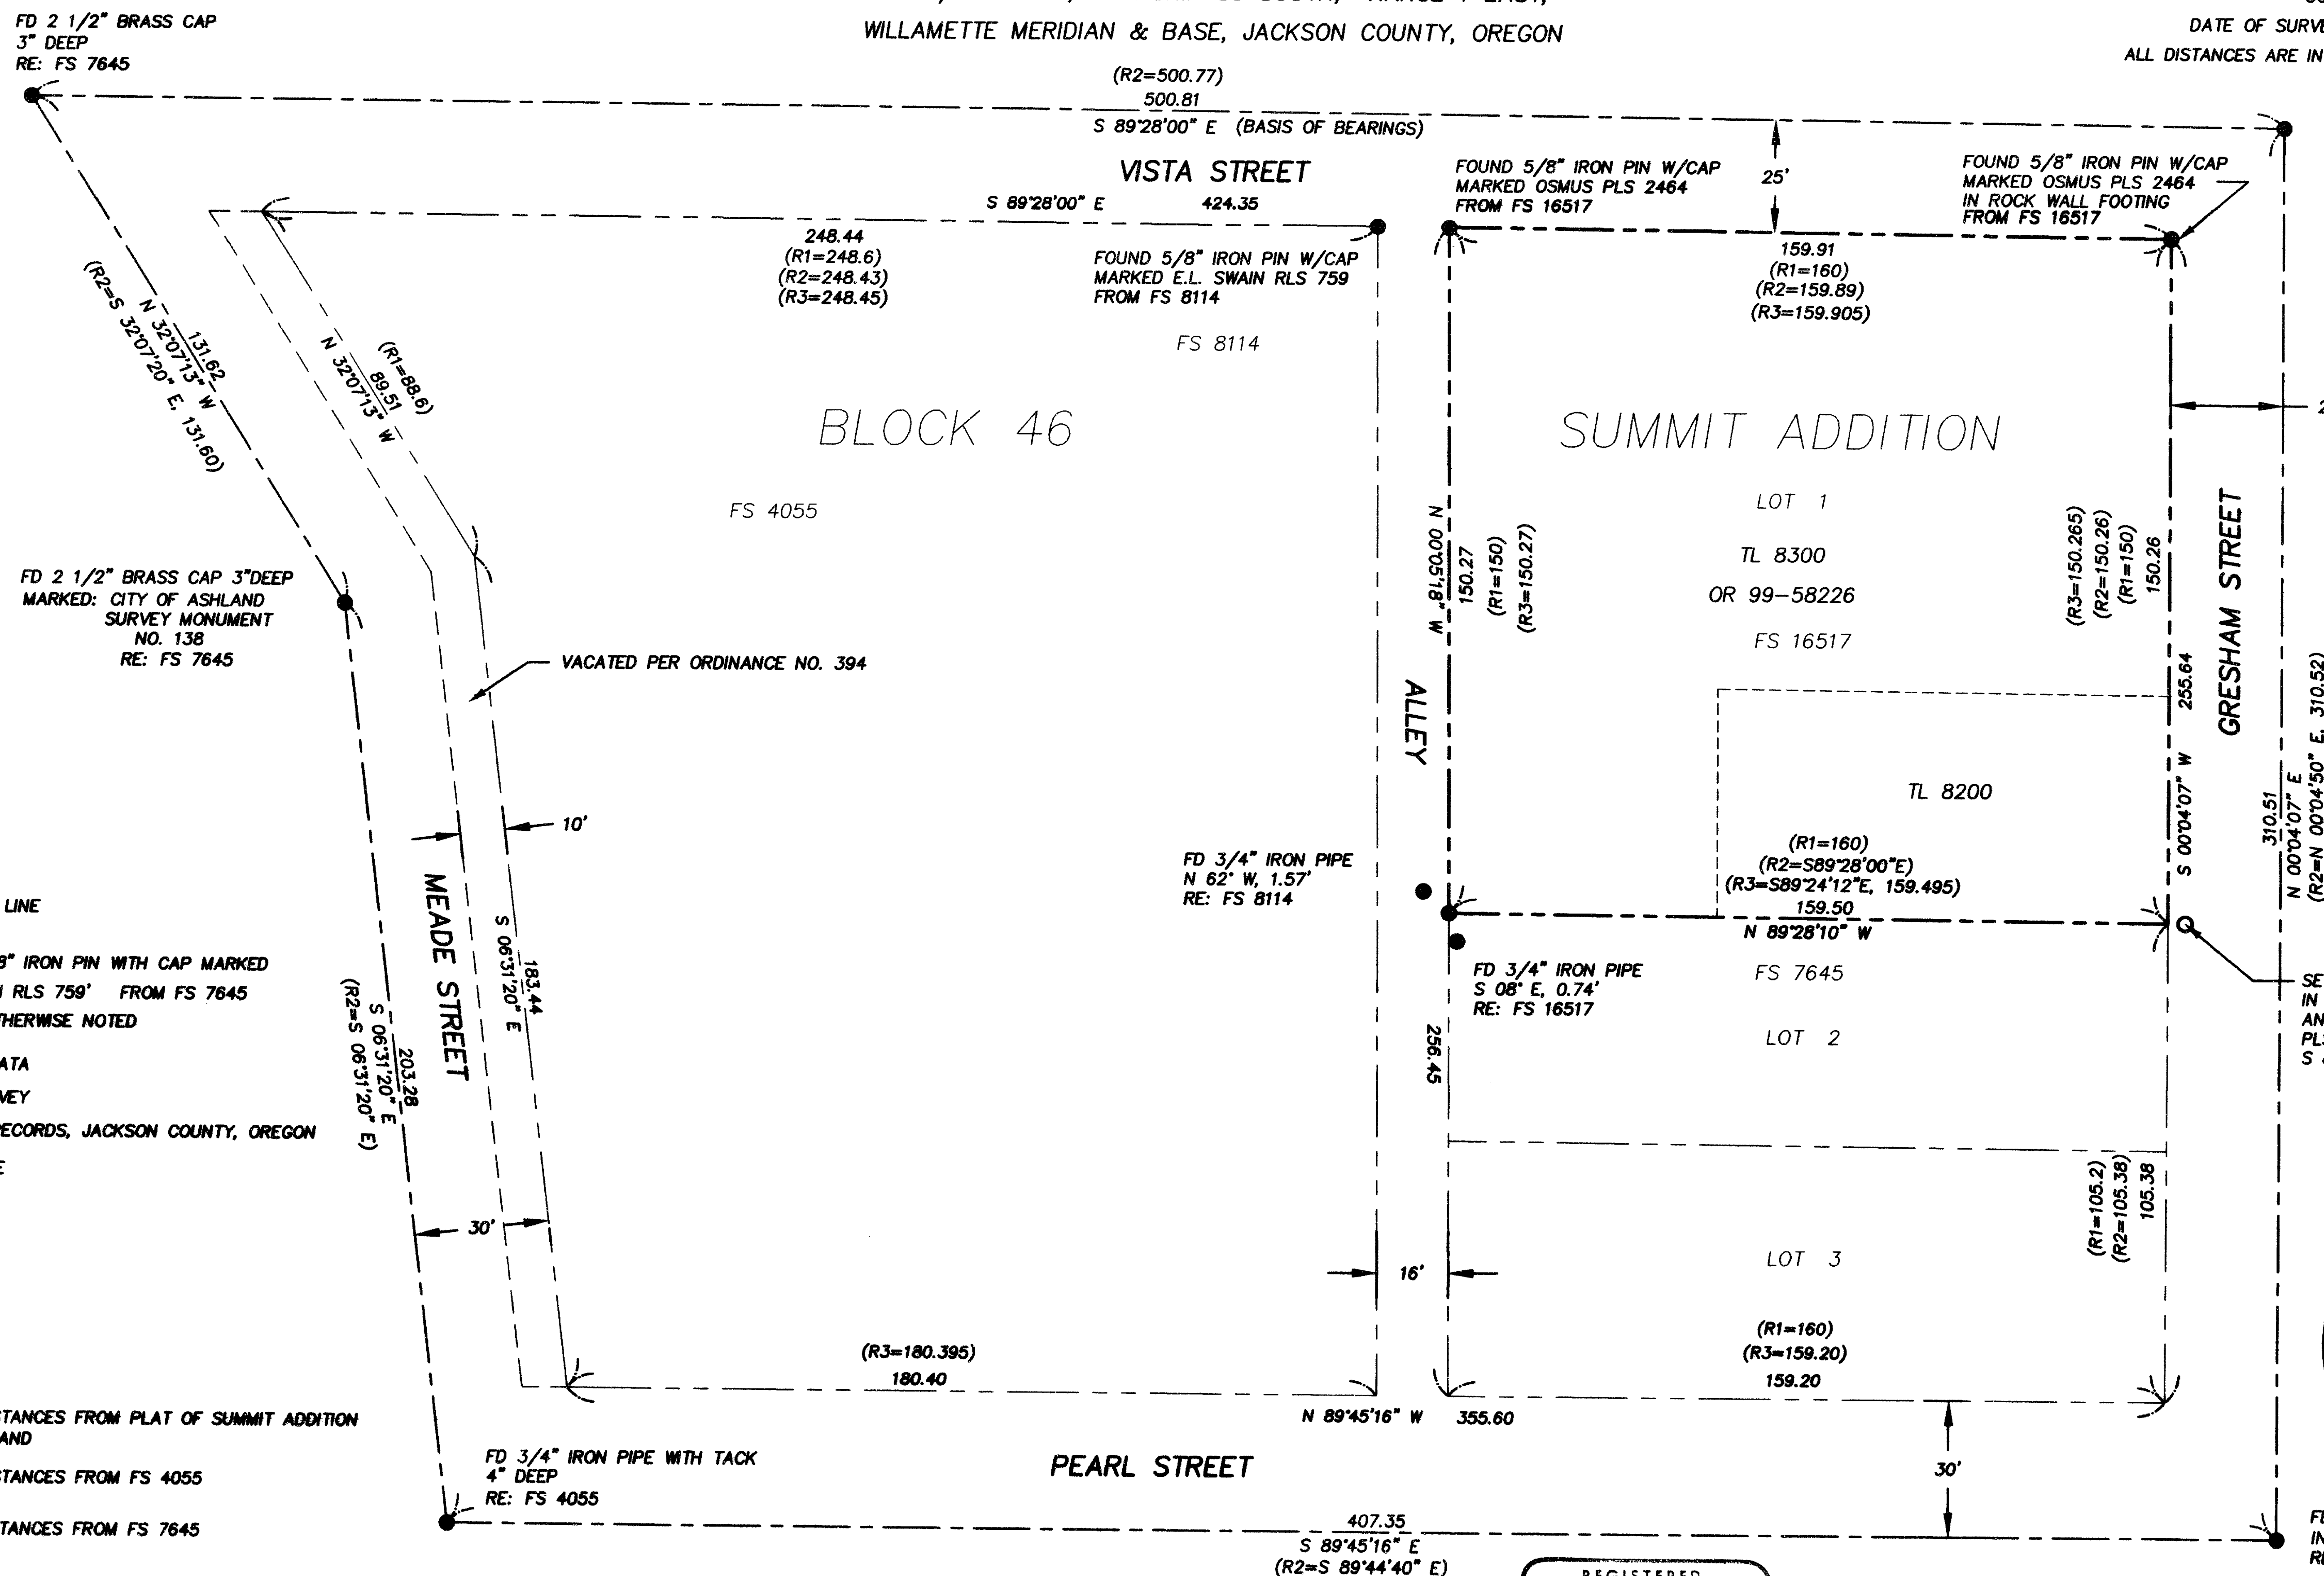 WILLAMETTE MERIDIAN & BASE, JACKSON COUNTY, OREGON
DATE OF
ALL DISTANCES ARE IN
FD 2 1/2" BRASS CAP
3" DEEP
RE: FS 7645
(R2=500.77)
500.81
S 89°28'00" E (BASIS OF BEARINGS)
VISTA STREET
S 89°28'00" E 424.35
25'
FOUND 5/8" IRON PIN W/CAP
MARKED OSMUS PLS 2464
FROM FS 16517
FOUND 5/8" IRON PIN W/CAP
MARKED OSMUS PLS 2464
IN ROCK WALL FOOTING
FROM FS 16517
248.44
(R1=248.6)
(R2=248.43)
(R3=248.45)
FOUND 5/8" IRON PIN W/CAP
MARKED E.L. SWAIN RLS 759
FROM FS 8114
FS 8114
159.91
(R1=160)
(R2=159.89)
(R3=159.905)
131.62
N 32°07'13" W
(R2=S 32°07'20" E, 131.60)
(R1=88.6)
89.51
N 32°07'13" W
BLOCK 46
SUMMIT ADDITION
FS 4055
LOT 1
TL 8300
OR 99-58226
FS 16517
N 00°05'18" W
150.27
(R1=150)
(R3=150.27)
(R3=150.265)
(R2=150.26)
(R1=150)
150.26
GRESHAM STREET
FD 2 1/2" BRASS CAP 3"DEEP
MARKED: CITY OF ASHLAND
SURVEY MONUMENT
NO. 138
RE: FS 7645
VACATED PER ORDINANCE NO. 394
ALLEY
S 00°04'07" W 255.64
310.51
N 00°04'07" E
(R2=N 00°04'50" E, 310.52)
TL 8200
10'
MEADE STREET
FD 3/4" IRON PIPE
N 62° W, 1.57'
RE: FS 8114
(R1=160)
(R2=S89°28'00"E)
(R3=S89°24'12"E, 159.495)
159.50
N 89°28'10" W
LINE
IRON PIN WITH CAP MARKED
RLS 759' FROM FS 7645
NOTED
183.44
S 06°31'20" E
203.28
S 06°31'20" E
(R2=S 06°31'20" E)
FD 3/4" IRON PIPE
S 08° E, 0.74'
RE: FS 16517
FS 7645
LOT 2
256.45
IN
JACKSON COUNTY, OREGON
(R1=105.2)
(R2=105.38)
105.38
30'
16'
LOT 3
(R3=180.395)
180.40
(R1=160)
(R3=159.20)
159.20
N 89°45'16" W 355.60
FROM PLAT OF SUMMIT ADDITION
FROM FS 4055
FROM FS 7645
FD 3/4" IRON PIPE WITH TACK
4" DEEP
RE: FS 4055
PEARL STREET
30'
407.35
S 89°45'16" E
(R2=S 89°44'40" E)
REGISTERED